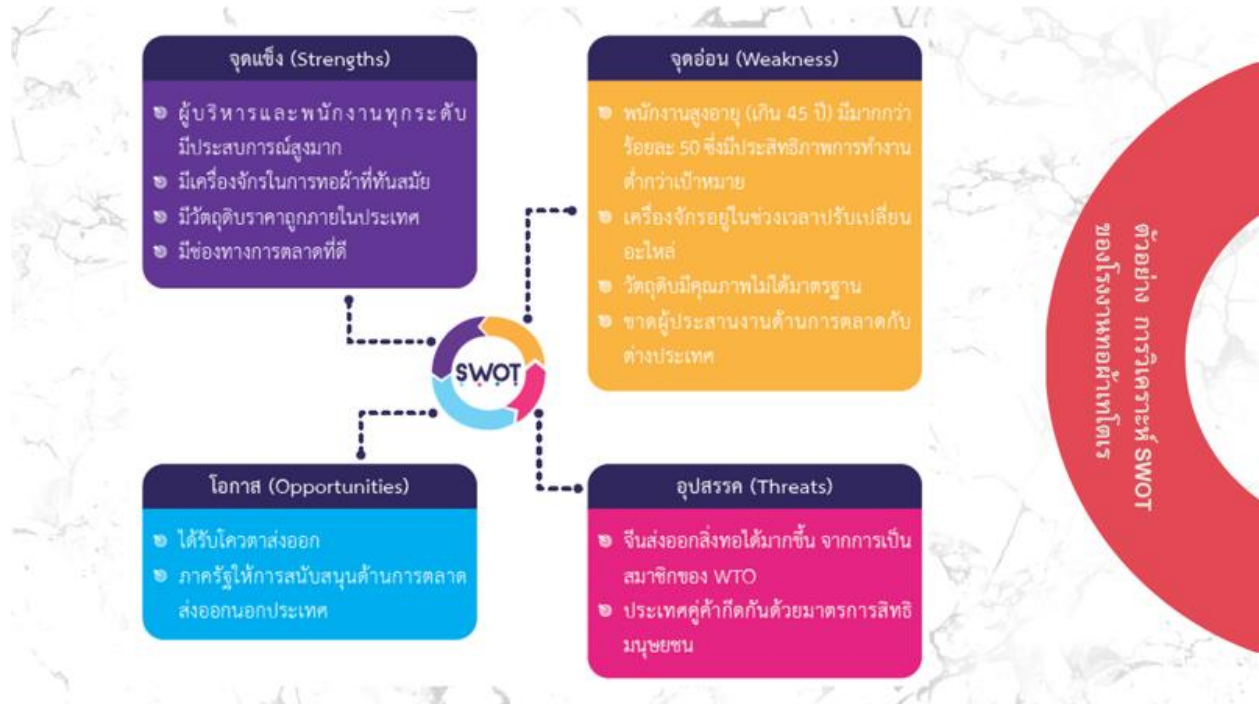 จุดแข็ง (Strengths)
ผู้บริหารและพนักงานทุกระดับ
มีประสบการณ์สูงมาก
มีเครื่องจักรในการทอผ้าที่ทันสมัย
มีวัตถุดิบราคาถูกภายในประเทศ
มีช่องทางการตลาดที่ดี
จุดอ่อน (Weakness)
พนักงานสูงอายุ (เกิน 45 ปี) มีมากกว่า
ร้อยละ 50 ซึ่งมีประสิทธิภาพการทำงาน
ต่ำกว่าเป้าหมาย
เครื่องจักรอยู่ในช่วงเวลาปรับเปลี่ยน
อะไหล่
วัตถุดิบมีคุณภาพไม่ได้มาตรฐาน
ขาดผู้ประสานงานด้านการตลาดกับ
ต่างประเทศ
SWOT
โอกาส (Opportunities)
ได้รับโควตาส่งออก
ภาครัฐให้การสนับสนุนด้านการตลาด
ส่งออกนอกประเทศ
อุปสรรค (Threats)
จีนส่งออกสิ่งทอได้มากขึ้น จากการเป็น
สมาชิกของ WTO
ประเทศคู่ค้ากีดกันด้วยมาตรการสิทธิ
มนุษยชน
ตัวอย่าง การวิเคราะห์ SWOT
ของโรงงานทอผ้าเทโดเร